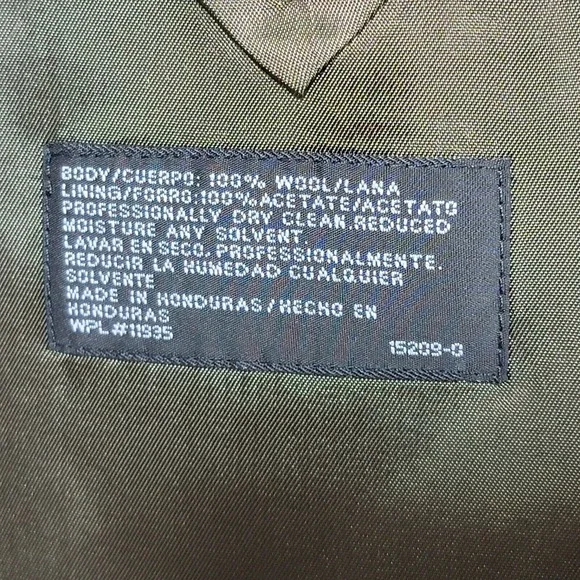 BODY/CUERPO: 100% WOOL/LANA
LINING/FORRO:100%ACETATE/ACETATO
PROFESSIONALLY DRY CLEAN.REDUCED
MOISTURE ANY SOLVENT.
LAVAR EN SECO. PROFESSIONALMENTE.
REDUCIR LA HUMEDAD CUALQUIER
SOLVENTE
MADE IN HONDURAS/HECHO EN
HONDURAS
WPL#11935 15209-0